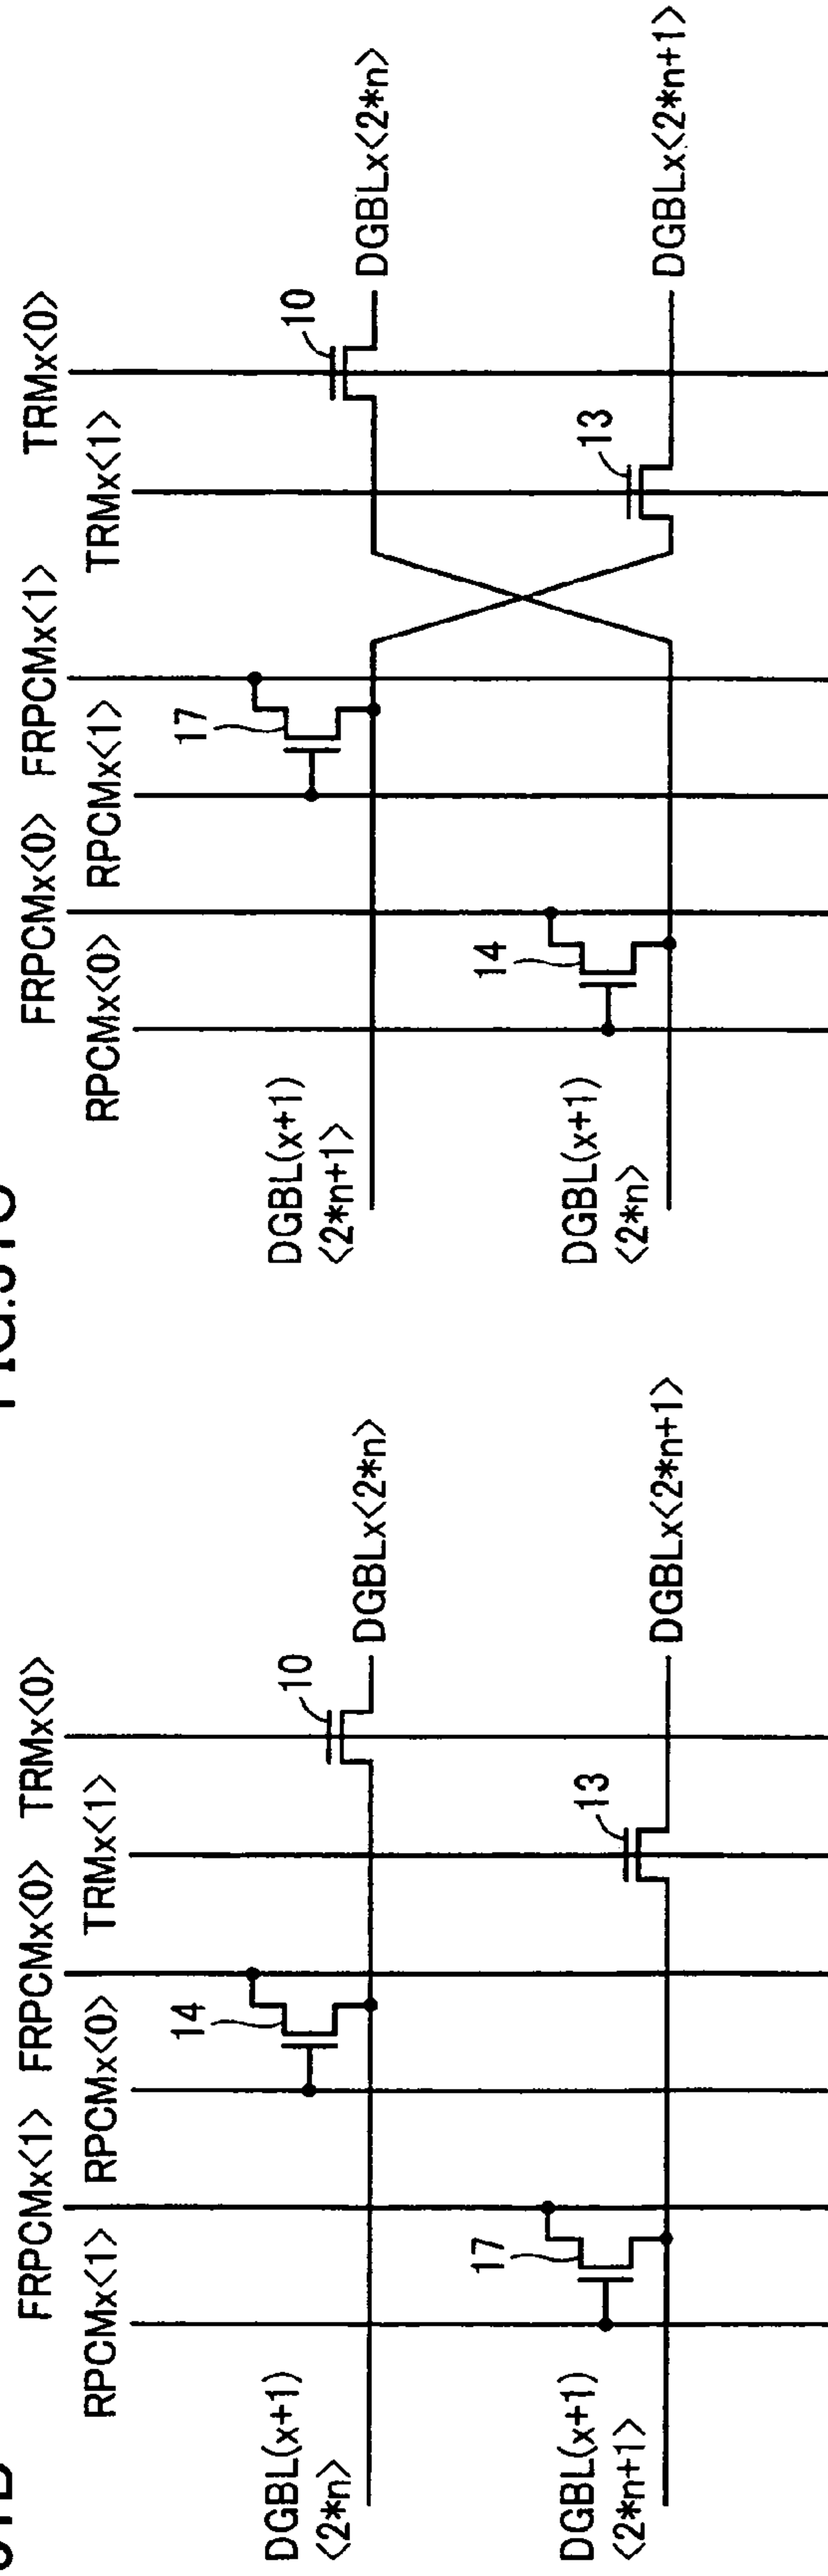 FRPCMx<1> FRPCMx<0> TRMx<0>
RPCMx<1> RPCMx<0> TRMx<1>
14 10
DGBL(x+1)
<2*n>
DGBLx<2*n>
17 13
DGBL(x+1)
<2*n+1>
DGBLx<2*n+1>
FRPCMx<0> FRPCMx<1> TRMx<0>
RPCMx<0> RPCMx<1> TRMx<1>
17 10
DGBL(x+1)
<2*n+1>
DGBLx<2*n>
14 13
DGBL(x+1)
<2*n>
DGBLx<2*n+1>